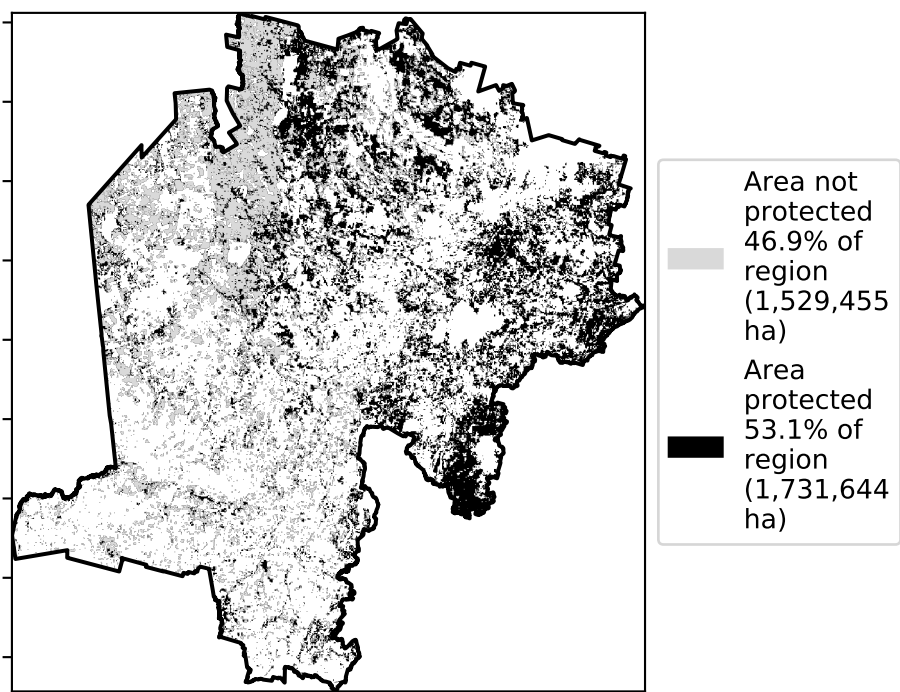 Area not
protected
46.9% of
region
(1,529,455
ha)
Area
protected
53.1% of
region
(1,731,644
ha)